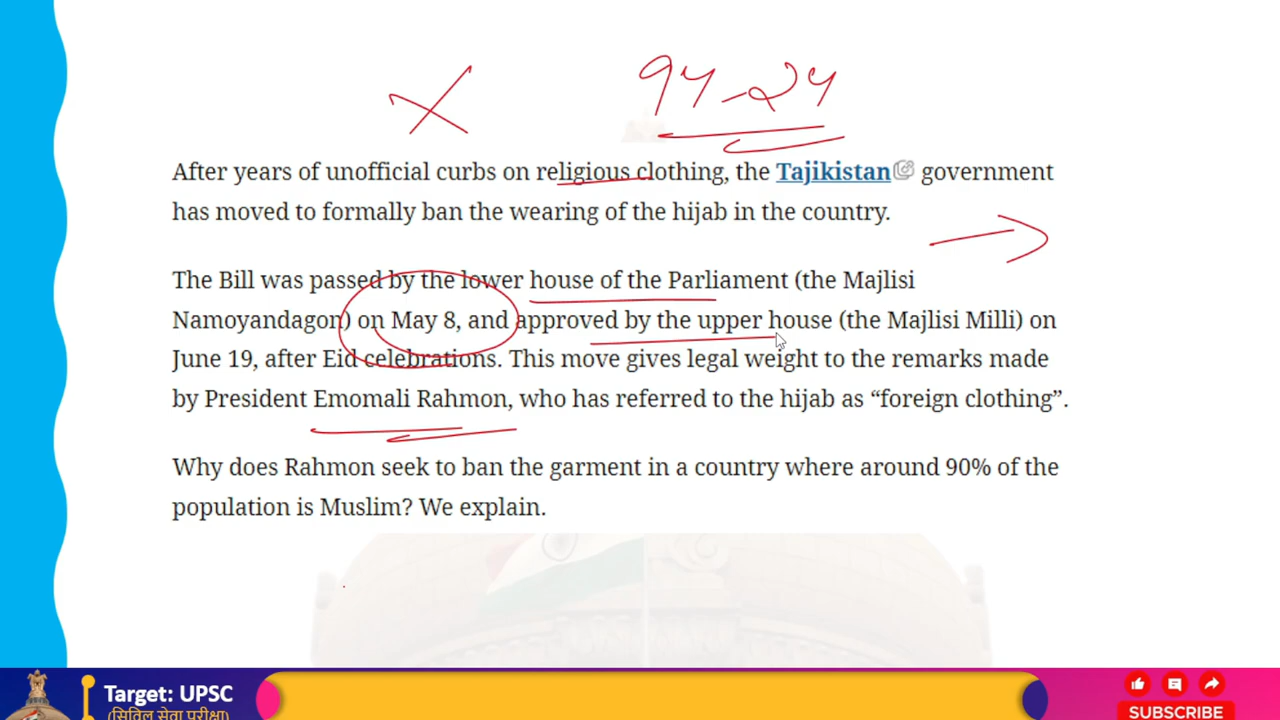 94-24
After years of unofficial curbs on religious clothing, the Tajikistan government
has moved to formally ban the wearing of the hijab in the country.
The Bill was passed by the lower house of the Parliament (the Majlisi
Namoyandagon) on May 8, and approved by the upper house (the Majlisi Milli) on
June 19, after Eid celebrations. This move gives legal weight to the remarks made
by President Emomali Rahmon, who has referred to the hijab as “foreign clothing”.
Why does Rahmon seek to ban the garment in a country where around 90% of the
population is Muslim? We explain.
Target: UPSC
(सिविल सेवा परीक्षा)
SUBSCRIBE